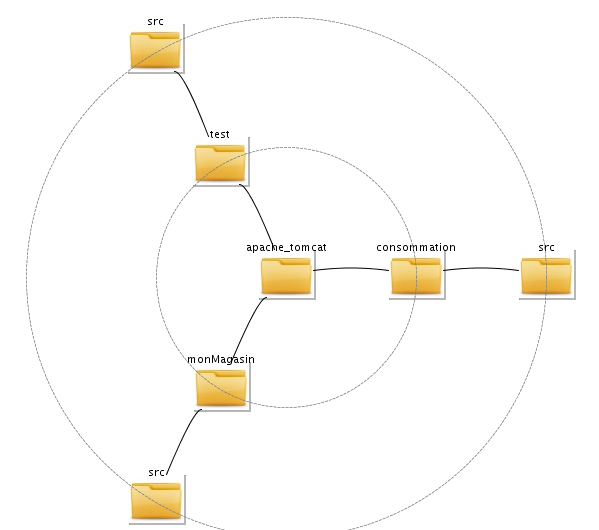 src
test
apache_tomcat
consommation
src
monMagasin
src